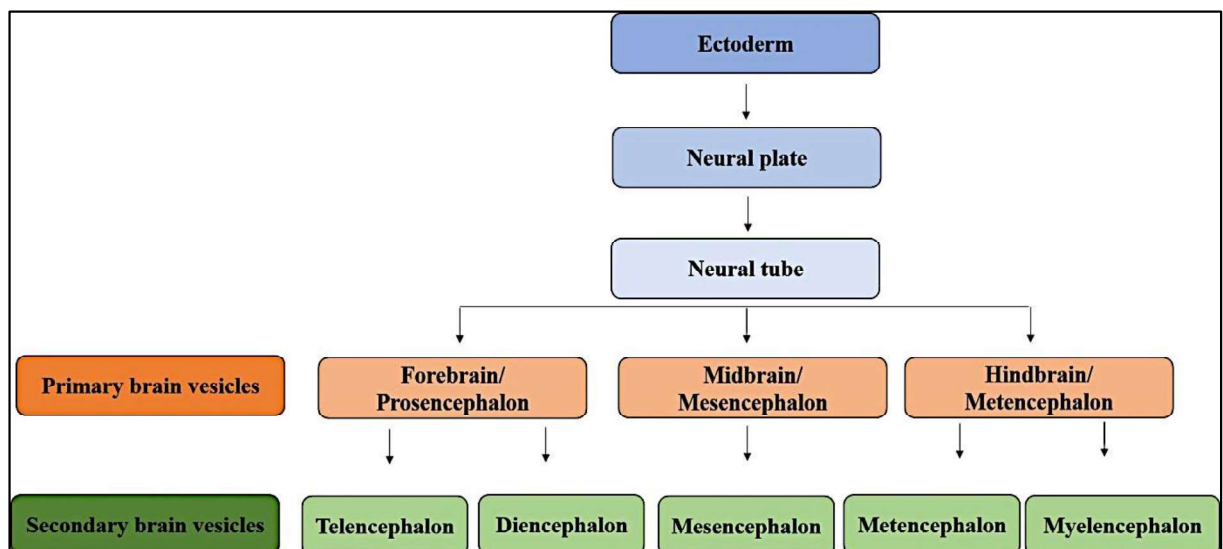 Ectoderm
Neural plate
Neural tube
Primary brain vesicles
Forebrain/
Prosencephalon
Midbrain/
Mesencephalon
Hindbrain/
Metencephalon
Secondary brain vesicles
Telencephalon
Diencephalon
Mesencephalon
Metencephalon
Myelencephalon